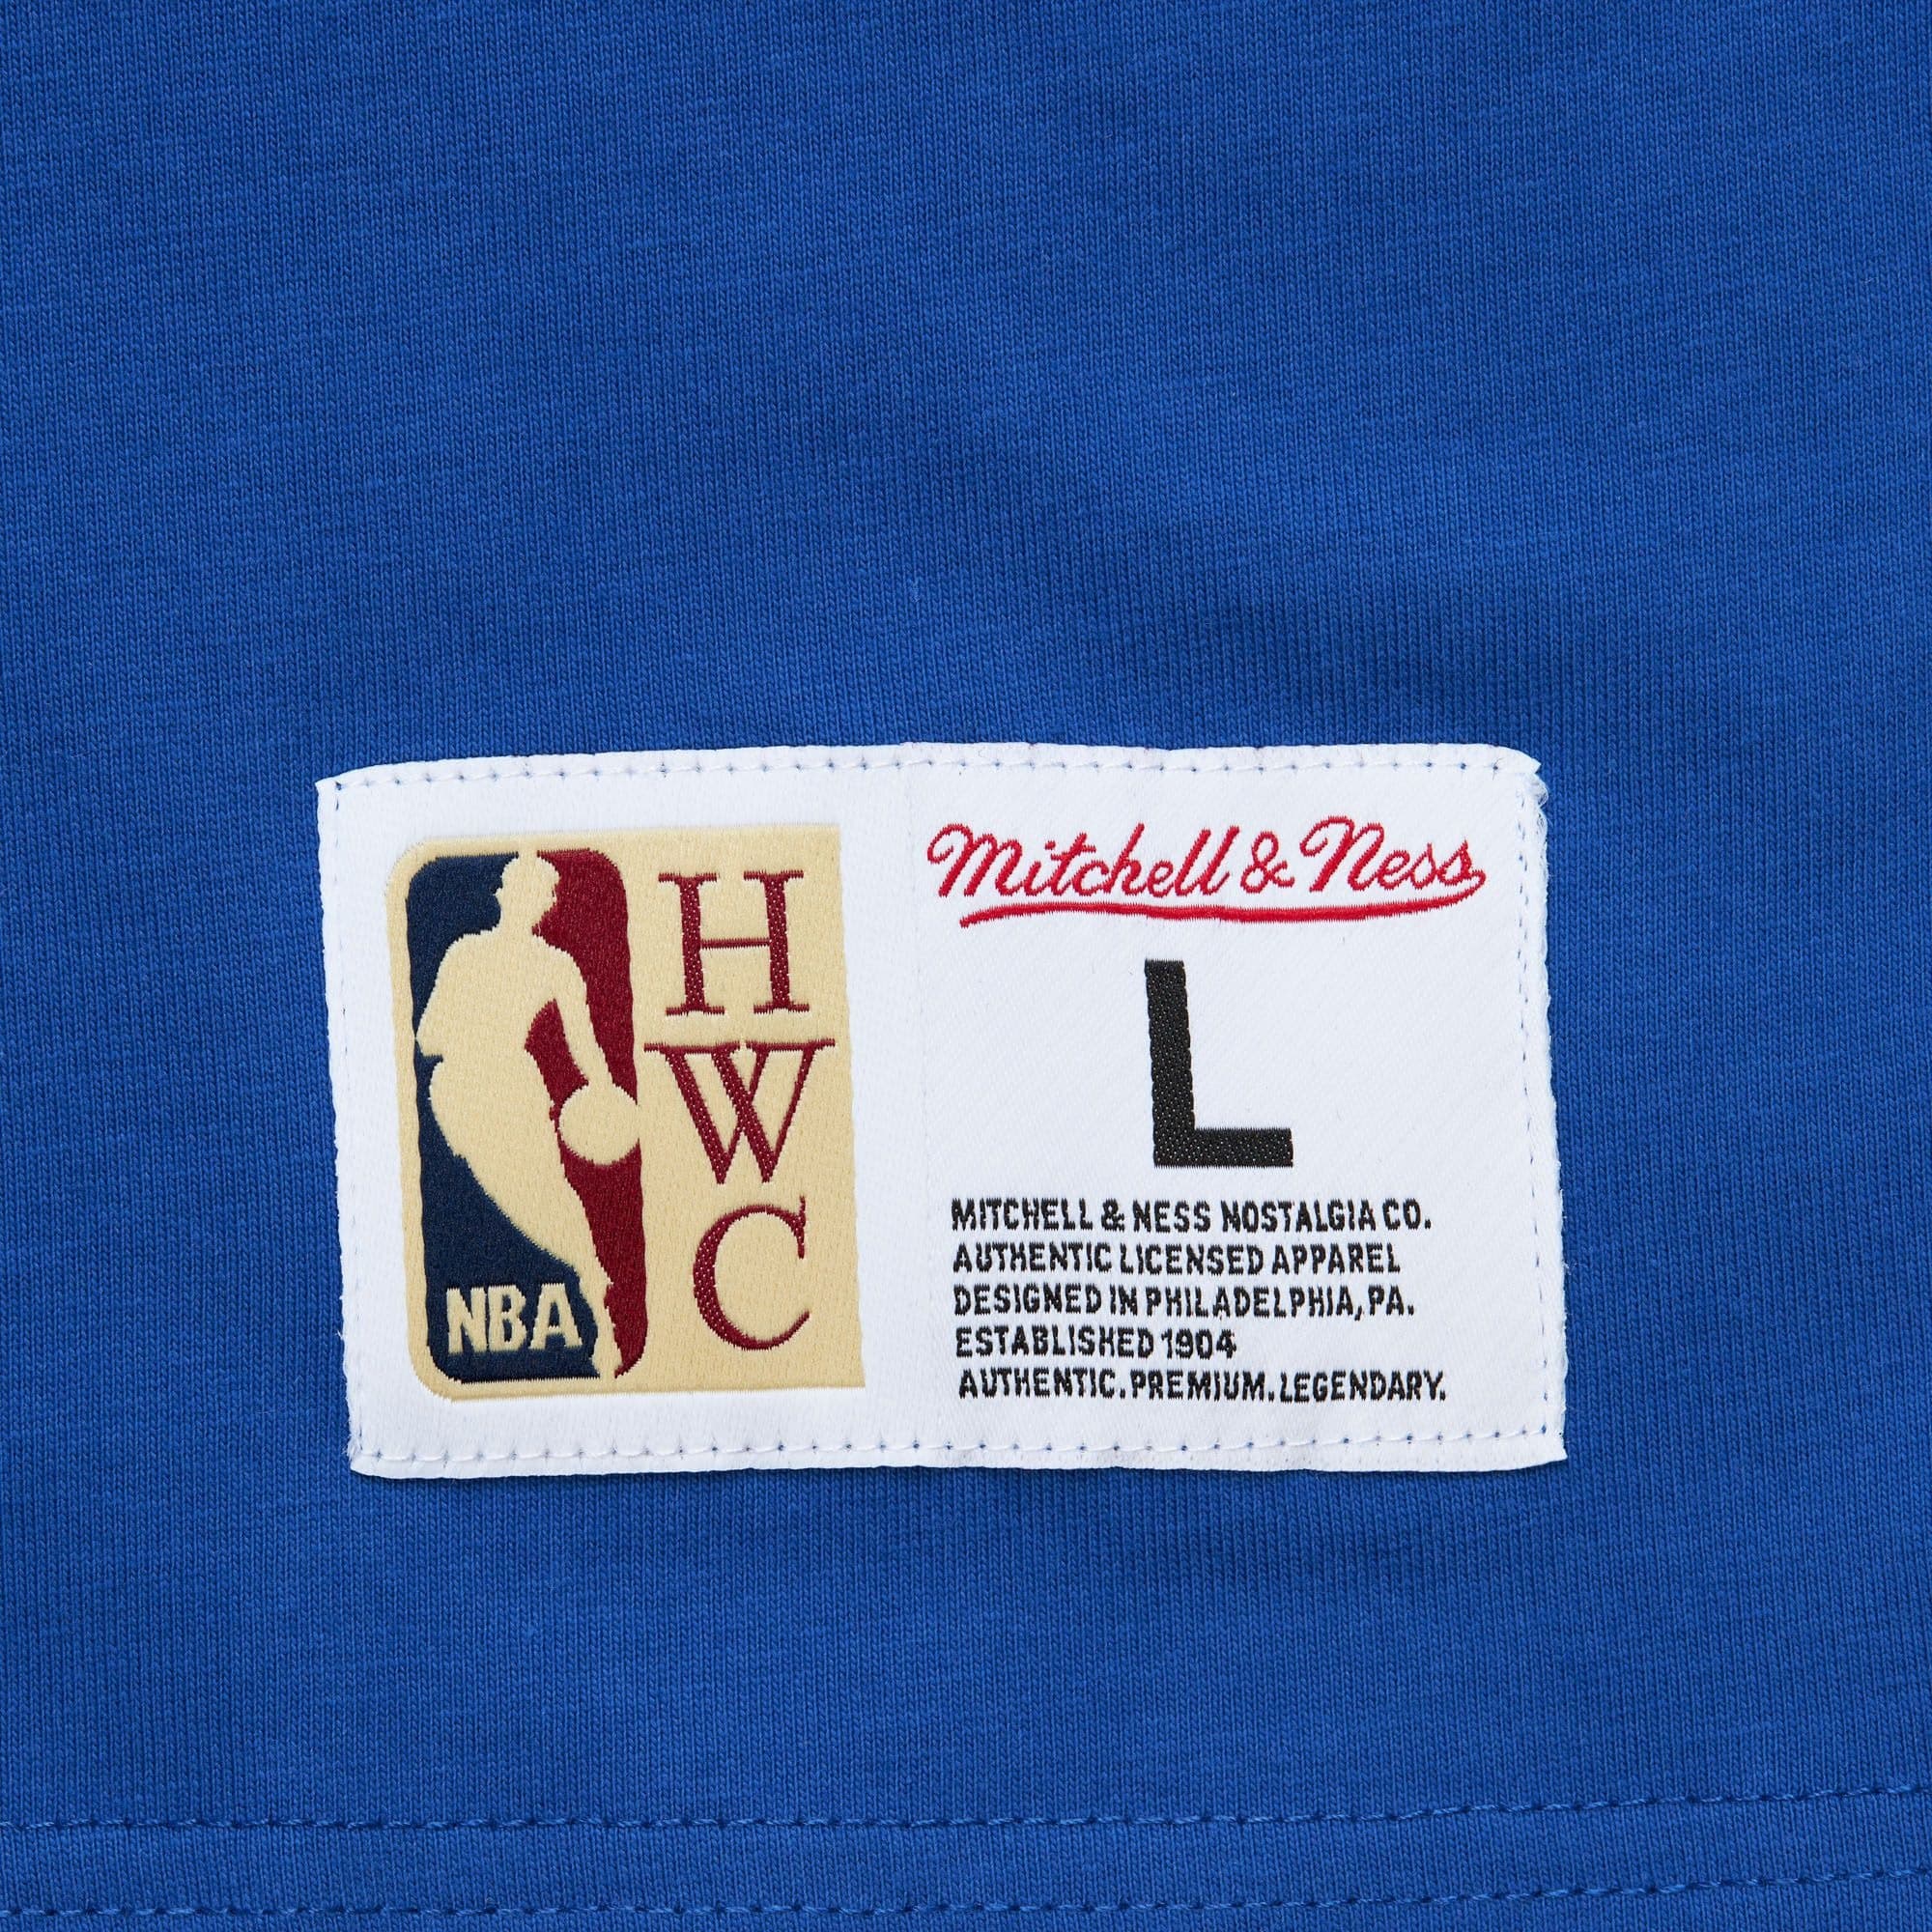 NBA
H
W
C
Mitchell & Ness
L
MITCHELL & NESS NOSTALGIA CO.
AUTHENTIC LICENSED APPAREL
DESIGNED IN PHILADELPHIA, PA.
ESTABLISHED 1904
AUTHENTIC. PREMIUM. LEGENDARY.